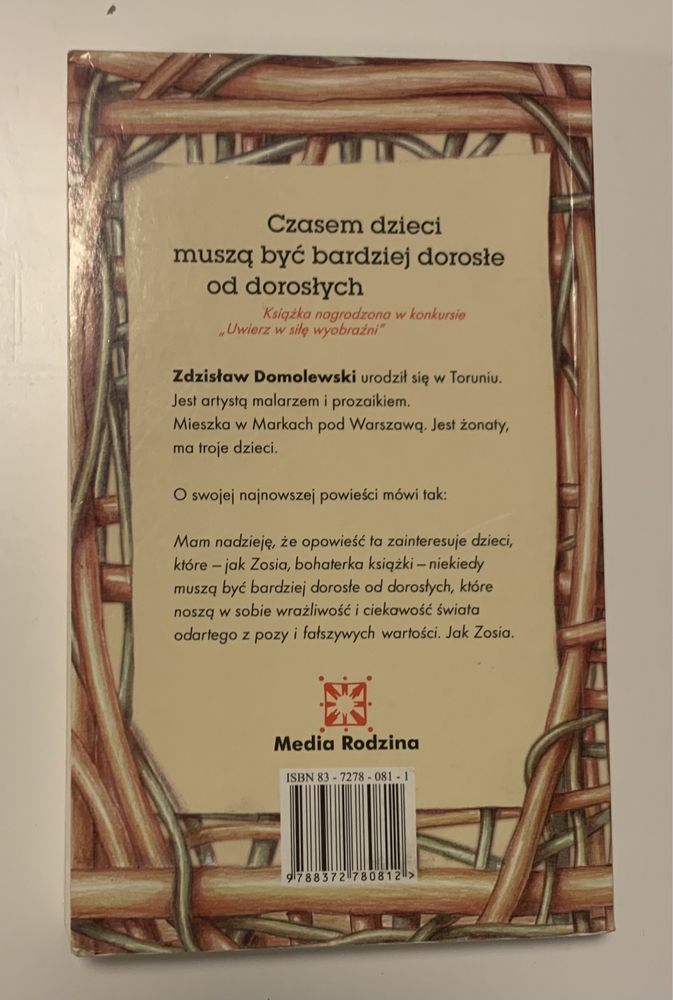 Czasem dzieci
muszą być bardziej dorosłe
od dorosłych
Książka nagrodzona w konkursie
„Uwierz w siłę wyobraźni”
Zdzisław Domolewski urodził się w Toruniu.
Jest artystą malarzem i prozaikiem.
Mieszka w Markach pod Warszawą. Jest żonaty,
ma troje dzieci.
O swojej najnowszej powieści mówi tak:
Mam nadzieję, że opowieść ta zainteresuje dzieci,
które – jak Zosia, bohaterka książki – niekiedy
muszą być bardziej dorosłe od dorosłych, które
noszą w sobie wrażliwość i ciekawość świata
odartego z pozy i fałszywych wartości. Jak Zosia.
Media Rodzina
ISBN 83 - 7278 - 081 - 1
9 788372 780812 >